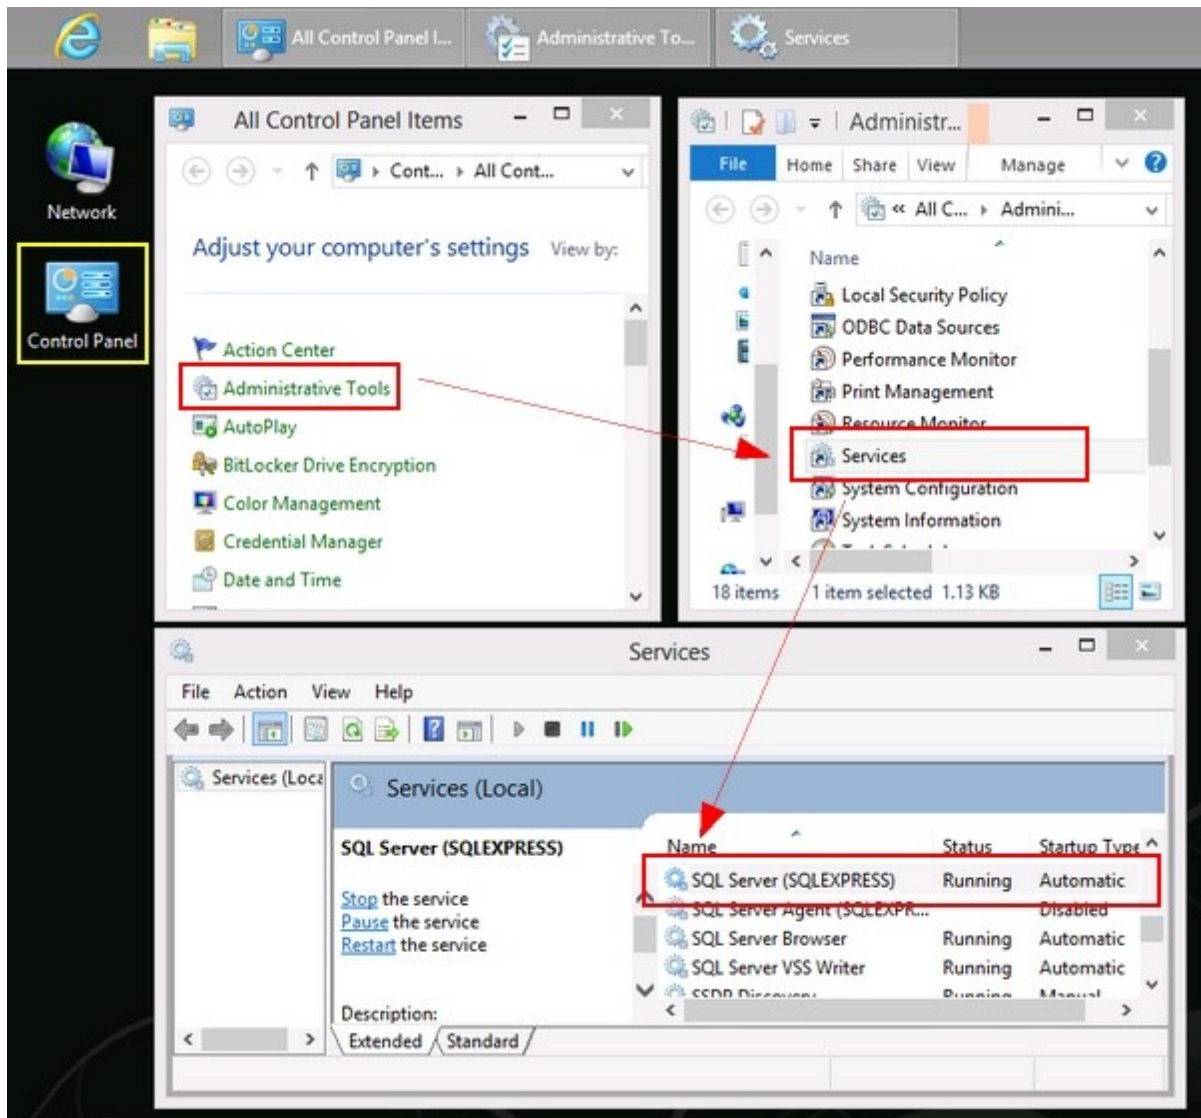 All Control Panel I...
Administrative To...
Services
Network
Control Panel
All Control Panel Items
Cont... All Cont...
Adjust your computer's settings View by:
Action Center
Administrative Tools
AutoPlay
BitLocker Drive Encryption
Color Management
Credential Manager
Date and Time
Administr...
File Home Share View Manage
« All C... Admini...
Name
Local Security Policy
ODBC Data Sources
Performance Monitor
Print Management
Resource Monitor
Services
System Configuration
System Information
18 items 1 item selected 1.13 KB
Services
File Action View Help
Services (Loca
Services (Local)
SQL Server (SQLEXPRESS)
Stop the service
Pause the service
Restart the service
Description:
Name Status Startup Type
SQL Server (SQLEXPRESS) Running Automatic
SQL Server Agent (SQLEXPR... Disabled
SQL Server Browser Running Automatic
SQL Server VSS Writer Running Automatic
SSDP Discovery Running Manual
Extended Standard